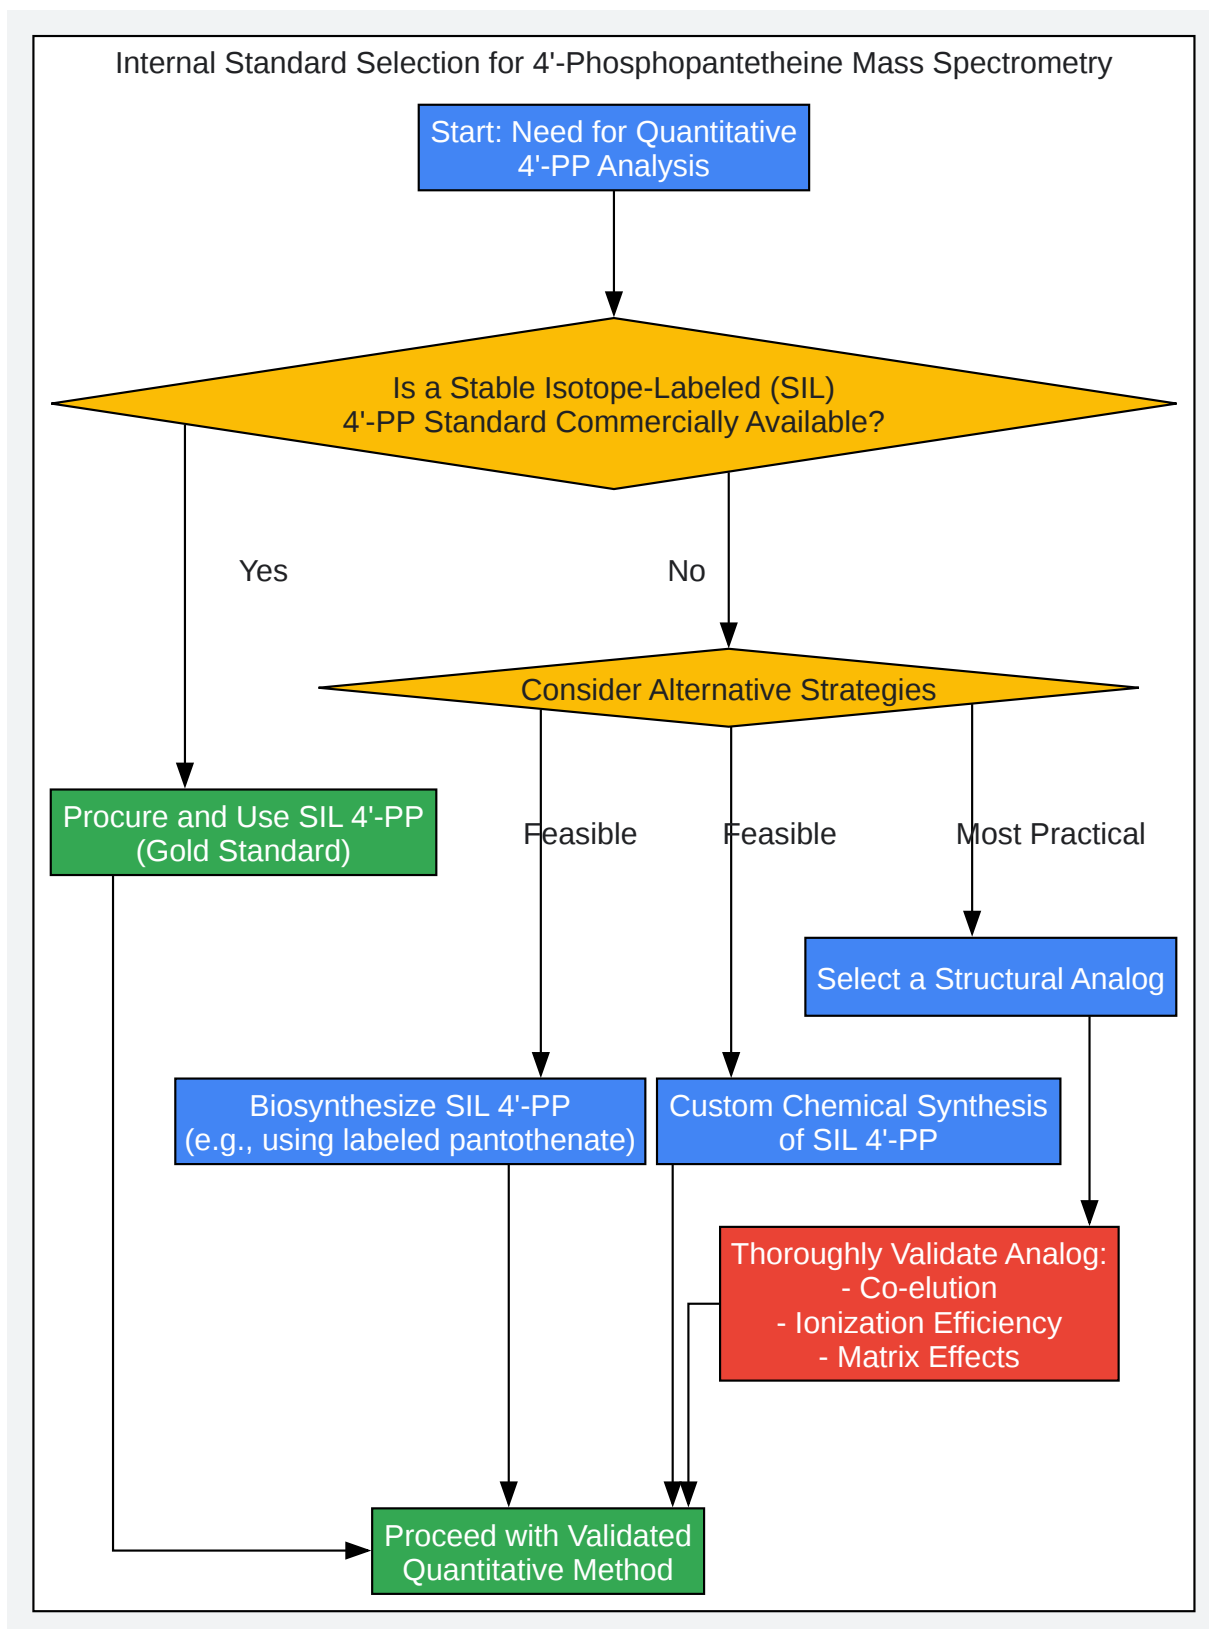 Internal Standard Selection for 4'-Phosphopantetheine Mass Spectrometry
Start: Need for Quantitative
4'-PP Analysis
Is a Stable Isotope-Labeled (SIL)
4'-PP Standard Commercially Available?
Yes
No
Consider Alternative Strategies
Procure and Use SIL 4'-PP
(Gold Standard)
Feasible
Feasible
Most Practical
Select a Structural Analog
Biosynthesize SIL 4'-PP
(e.g., using labeled pantothenate)
Custom Chemical Synthesis
of SIL 4'-PP
Thoroughly Validate Analog:
- Co-elution
- Ionization Efficiency
- Matrix Effects
Proceed with Validated
Quantitative Method